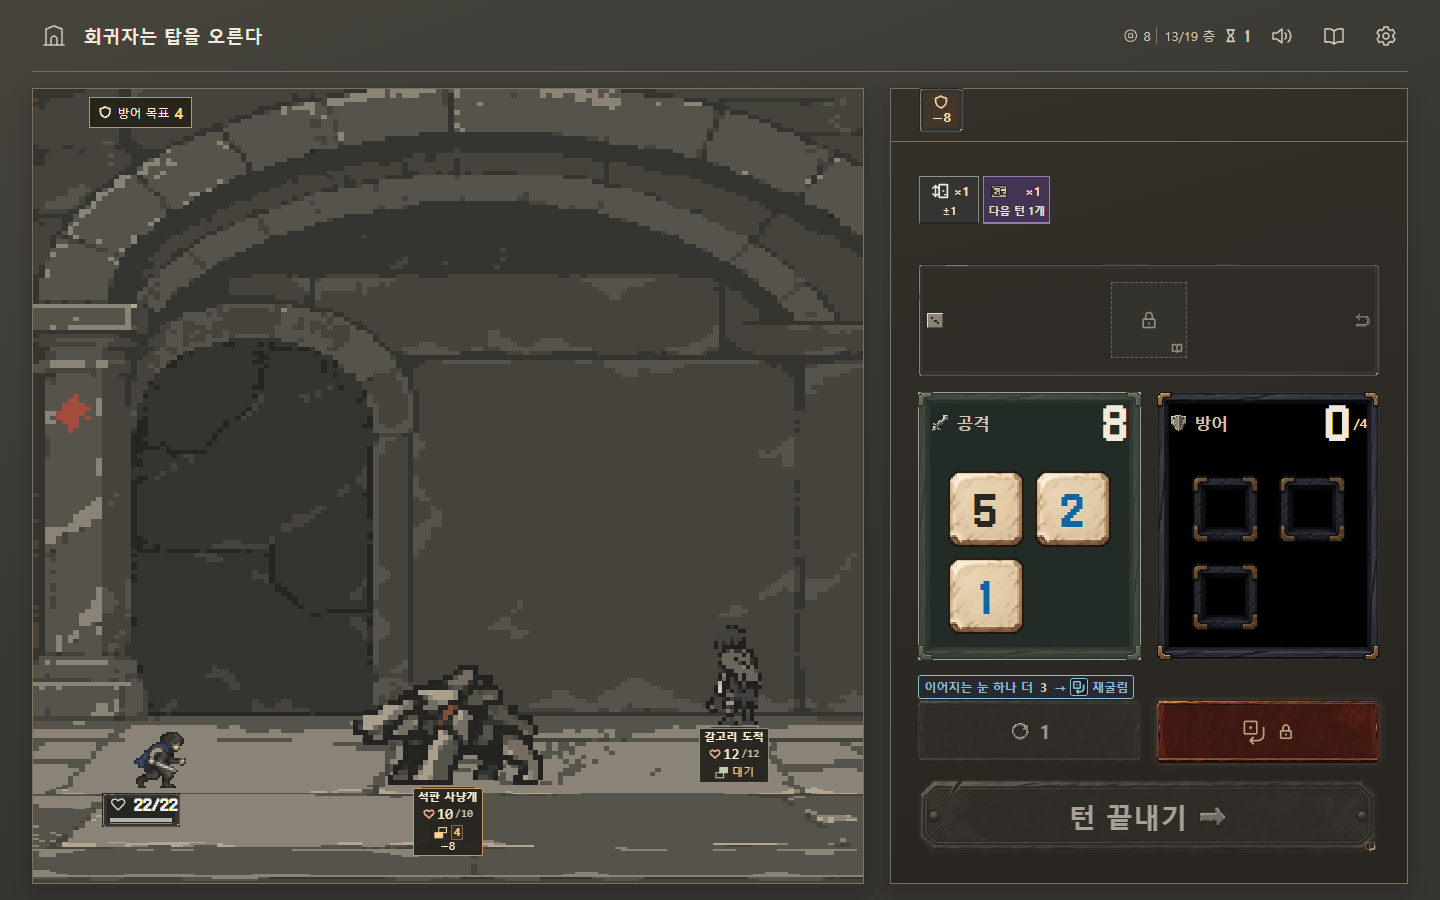 회귀자는 탑을 오른다
8
13/19 층
1
방어 목표 4
−8
×1
±1
×1
다음 턴 1개
공격
8
방어
0/4
5
2
1
이어지는 눈 하나 더 3 → 재굴림
1
턴 끝내기
22/22
석판 사냥개
10/10
4
−8
갈고리 도적
12/12
대기